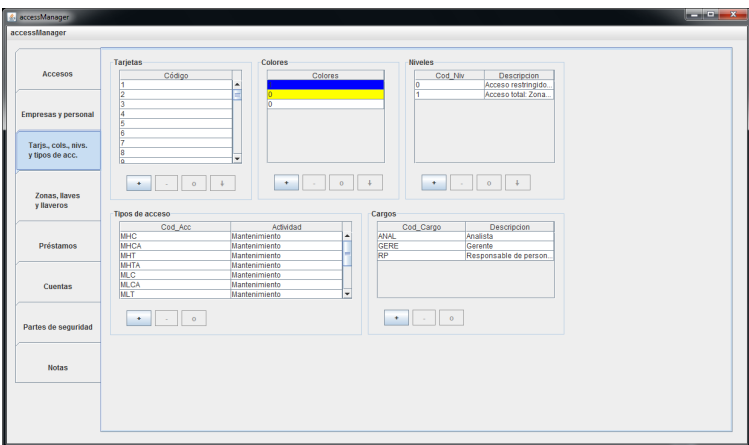 accessManager
accessManager
Accesos
Empresas y personal
Tarjs., cols., nivs.
y tipos de acc.
Zonas, llaves
y llaveros
Préstamos
Cuentas
Partes de seguridad
Notas
Tarjetas
Código
1
2
3
4
5
6
7
8
+ - o
Colores
Colores
0
0
+ - o
Niveles
Cod_Niv Descripcion
0 Acceso restringido...
1 Acceso total: Zona...
+ - o
Tipos de acceso
Cod_Acc Actividad
MHC Mantenimiento
MHCA Mantenimiento
MHT Mantenimiento
MHTA Mantenimiento
MLC Mantenimiento
MLCA Mantenimiento
MLT Mantenimiento
+ - o
Cargos
Cod_Cargo Descripcion
ANAL Analista
GERE Gerente
RP Responsable de person...
+ - o